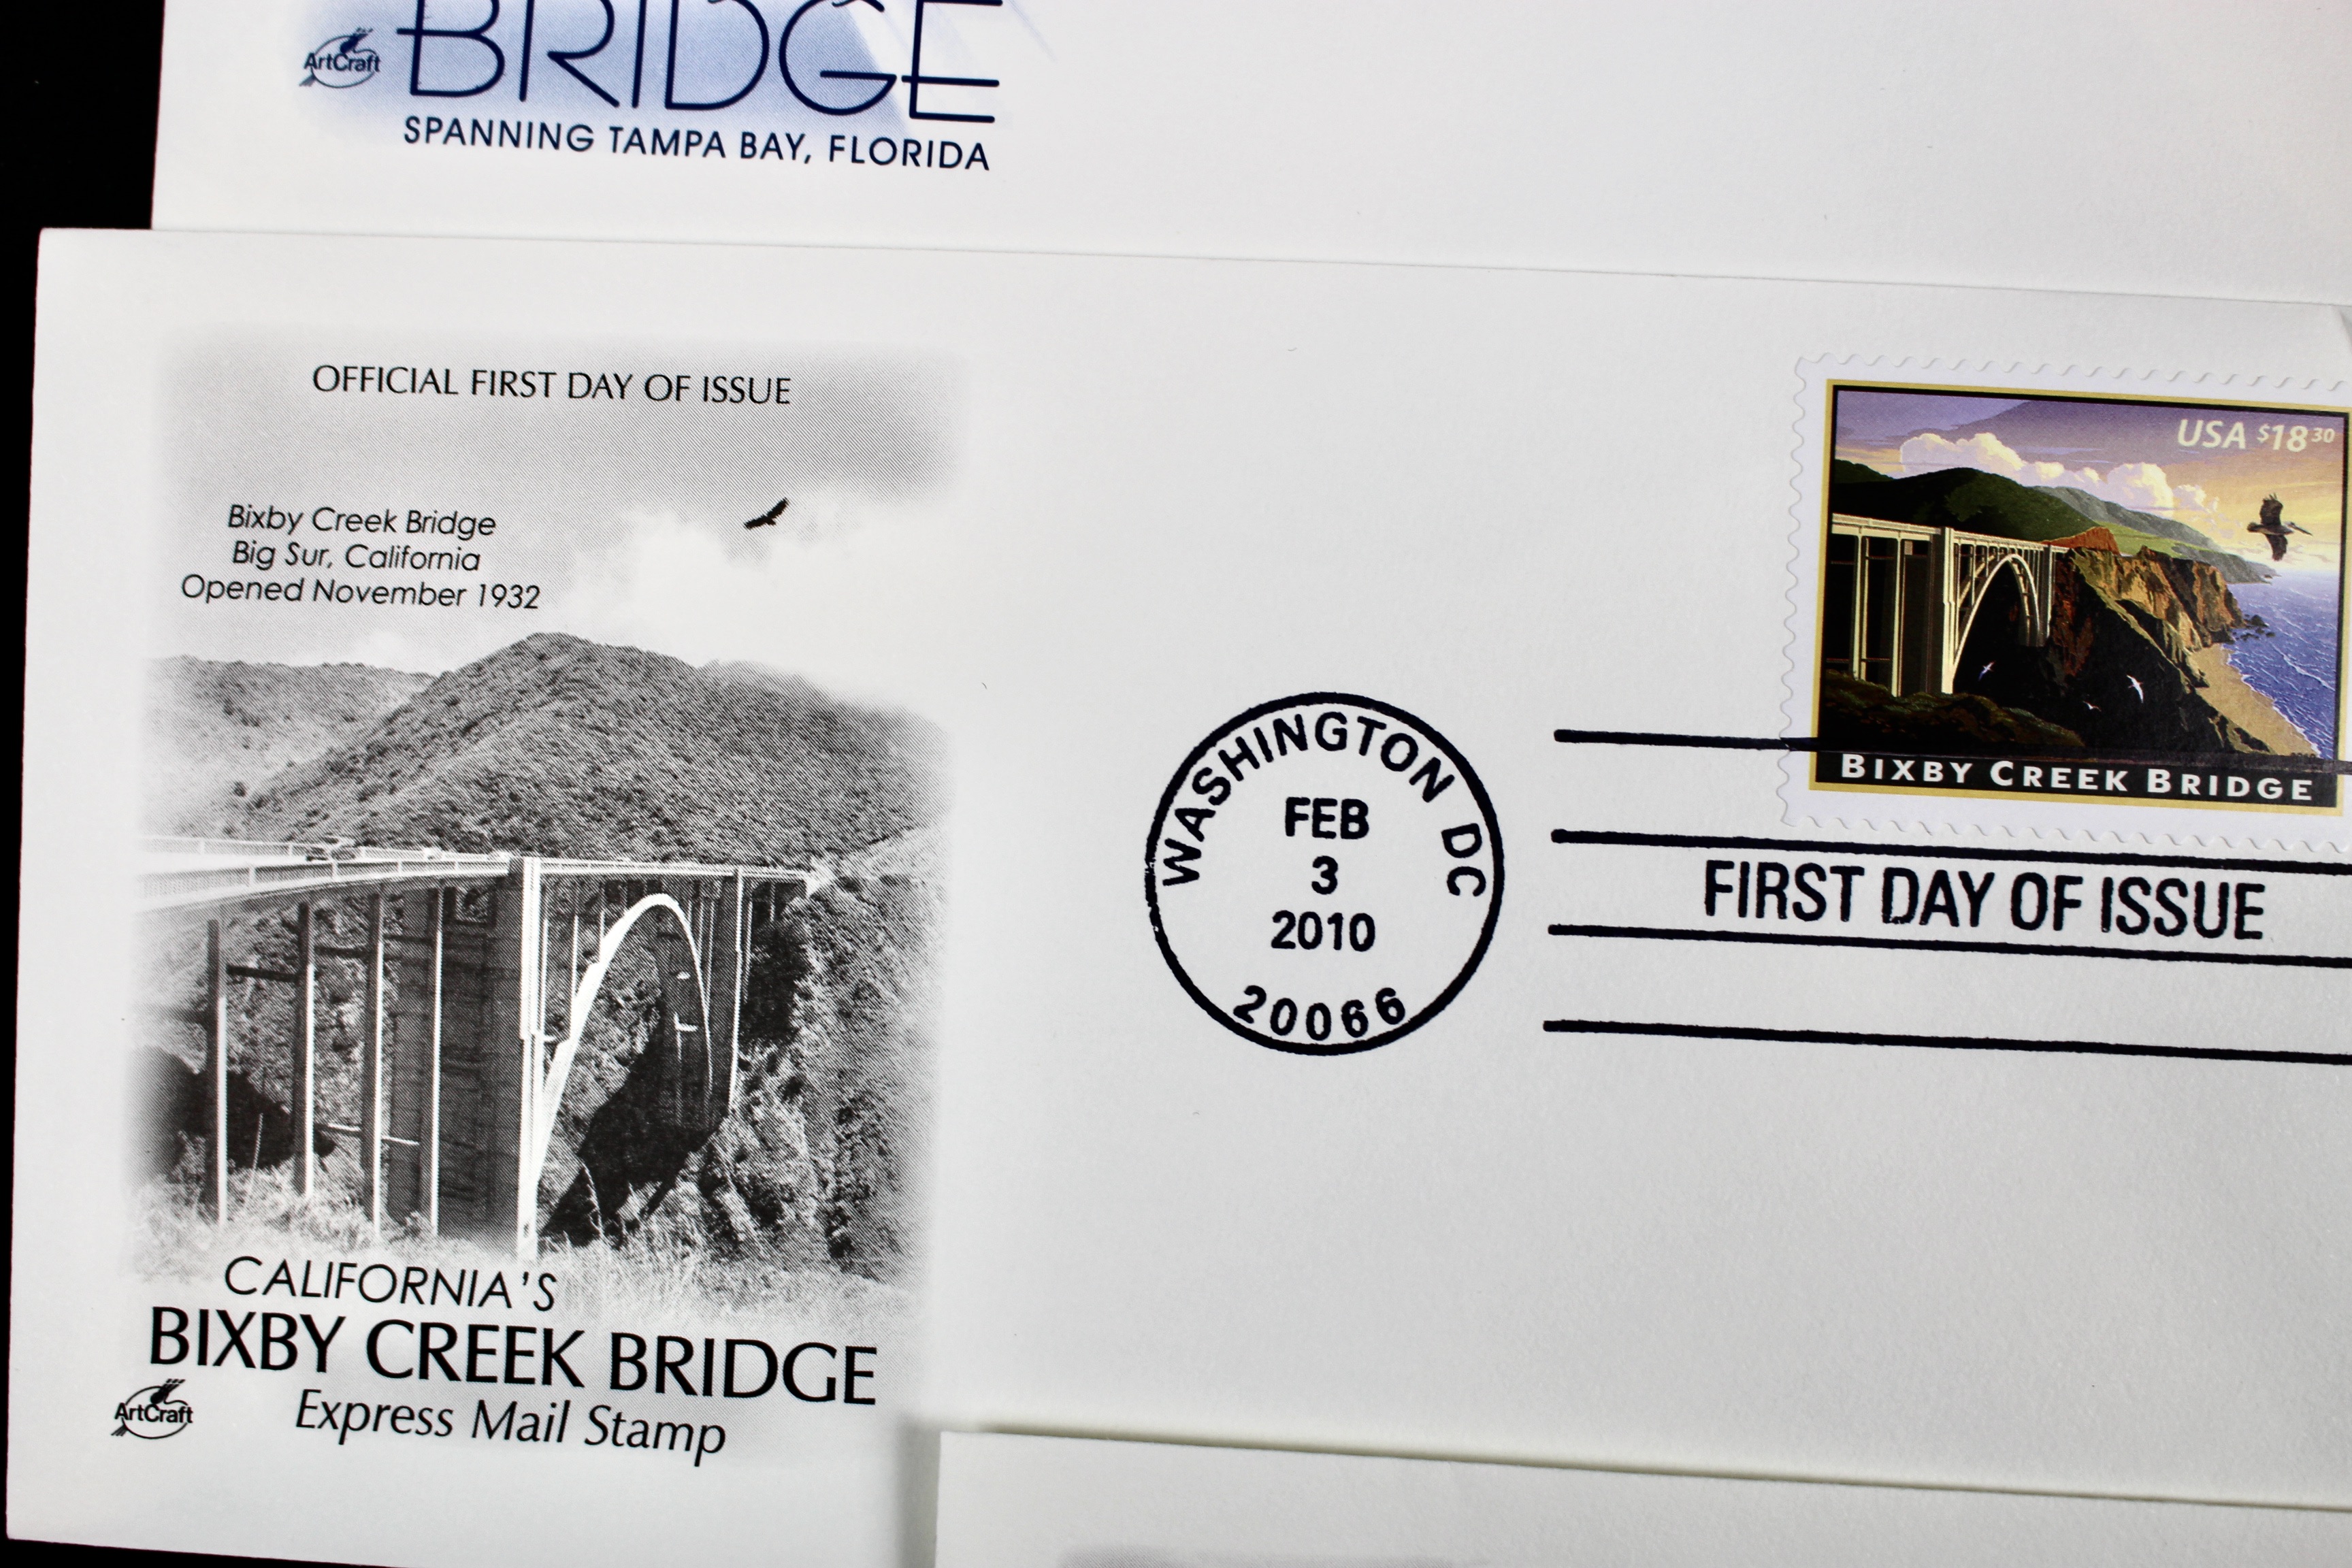 BRIDGE
ArtCraft
SPANNING TAMPA BAY, FLORIDA
OFFICIAL FIRST DAY OF ISSUE
Bixby Creek Bridge
Big Sur, California
Opened November 1932
USA $18 30
BIXBY CREEK BRIDGE
WASHINGTON DC
FEB
3
2010
20066
FIRST DAY OF ISSUE
CALIFORNIA'S
BIXBY CREEK BRIDGE
ArtCraft
Express Mail Stamp